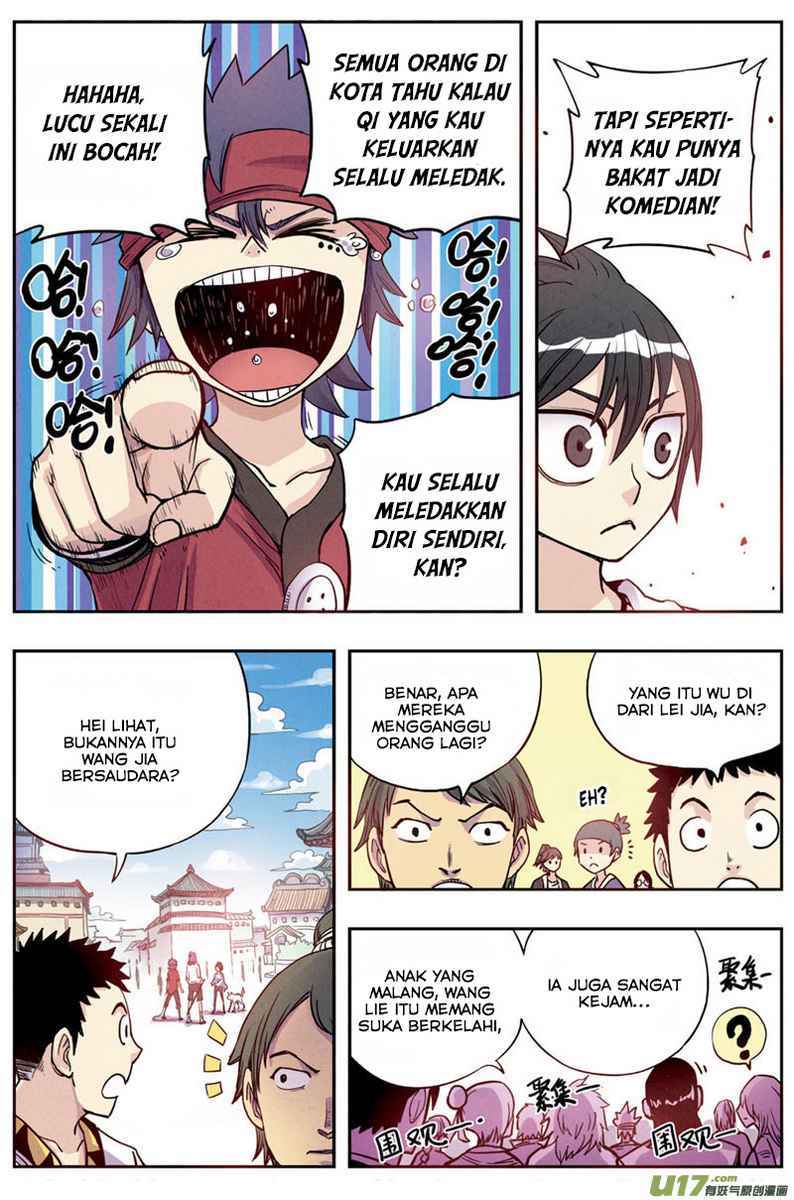 HAHAHA,
LUCU SEKALI
INI BOCAH!
SEMUA ORANG DI
KOTA TAHU KALAU
QI YANG KAU
KELUARKAN
SELALU MELEDAK.
哈!
哈!
哈!
哈!
哈!
哈!
KAU SELALU
MELEDAKKAN
DIRI SENDIRI,
KAN?
TAPI SEPERTI-
NYA KAU PUNYA
BAKAT JADI
KOMEDIAN!
HEI LIHAT,
BUKANNYA ITU
WANG JIA
BERSAUDARA?
BENAR, APA
MEREKA
MENGGANGGU
ORANG LAGI?
YANG ITU WU DI
DARI LEI JIA, KAN?
EH?
ANAK YANG
MALANG, WANG
LIE ITU MEMANG
SUKA BERKELAHI,
IA JUGA SANGAT
KEJAM...
聚集一
?
聚集一
围观一
围观一
U17.com
有妖气原创漫画